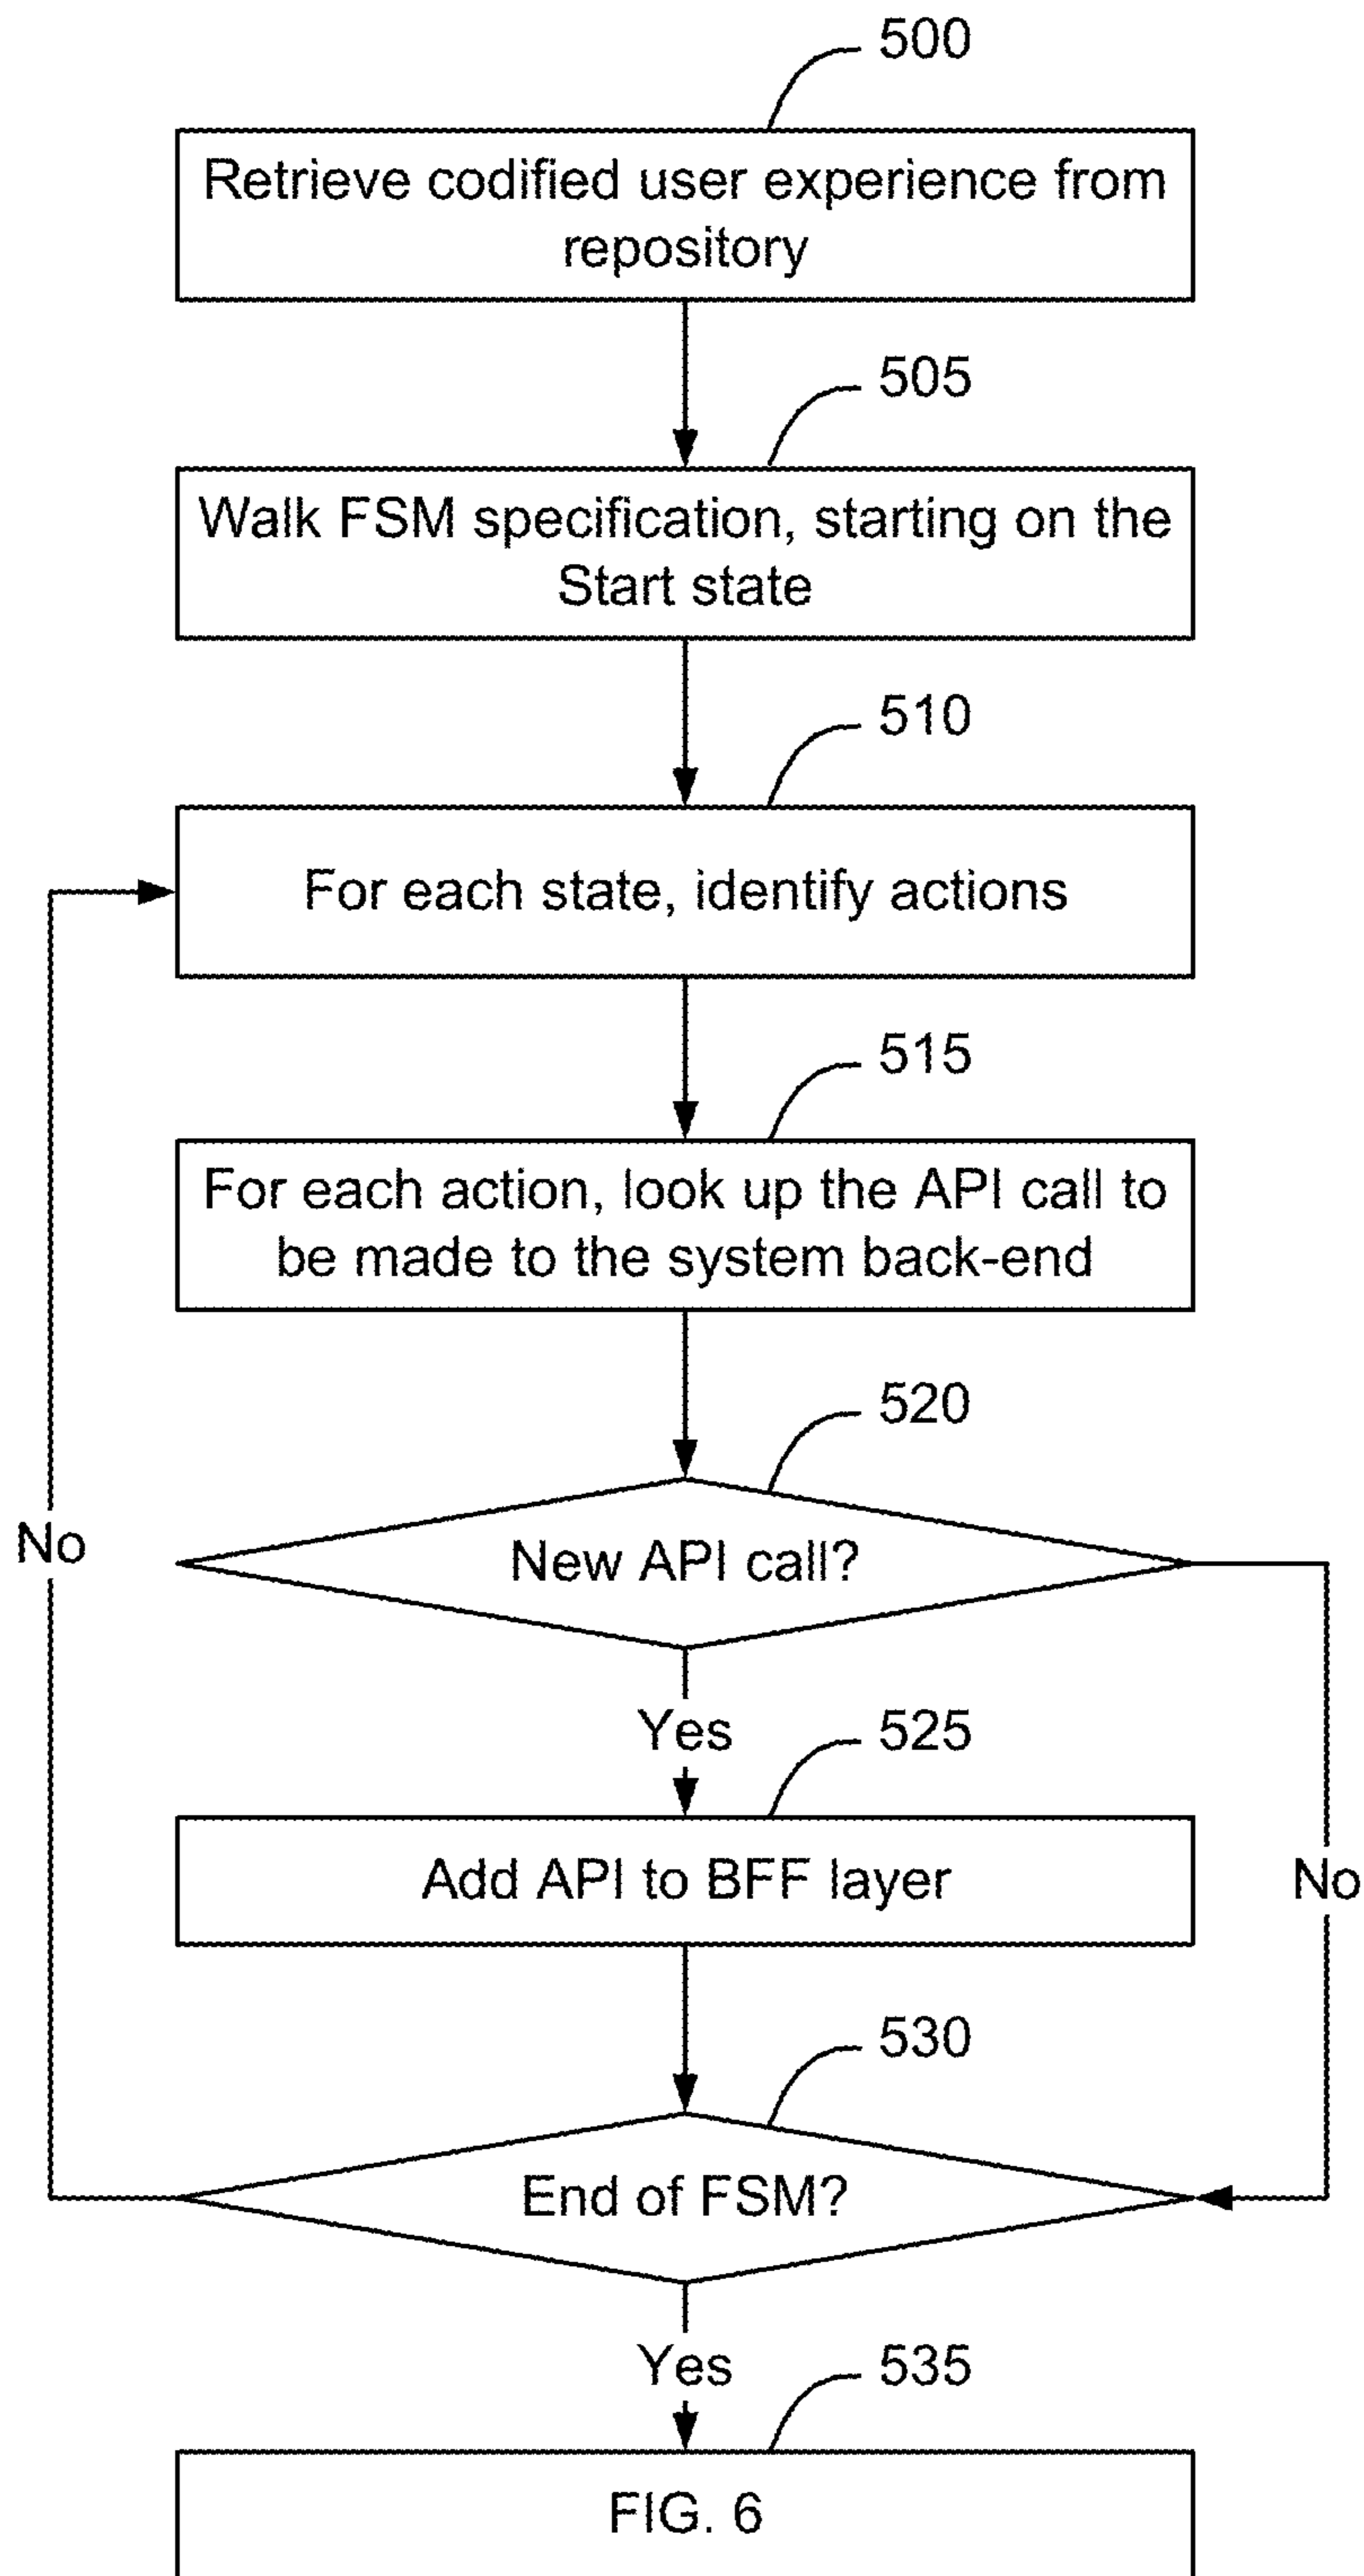 500
Retrieve codified user experience from
repository
505
Walk FSM specification, starting on the
Start state
510
For each state, identify actions
515
For each action, look up the API call to
be made to the system back-end
520
No
New API call?
Yes
525
Add API to BFF layer
No
530
End of FSM?
Yes
535
FIG. 6